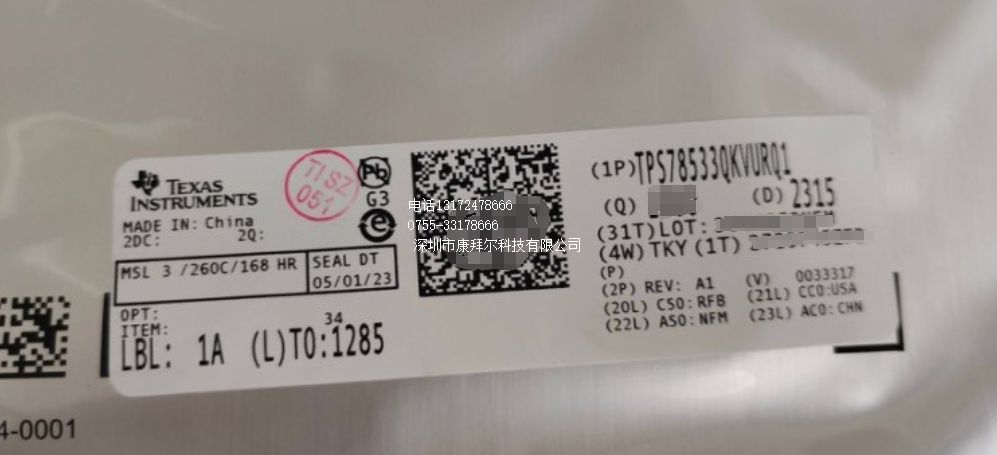 TEXAS
INSTRUMENTS
MADE IN: China
2DC: 2Q:
TISZ
051
Pb
G3
e
MSL 3 /260C/168 HR
SEAL DT
05/01/23
OPT:
ITEM:
34
LBL: 1A (L)TO:1285
电话13172478666
0755-33178666
深圳市康拜尔科技有限公司
(1P)TPS78533QKVURQ1
(Q) (D) 2315
(31T)LOT:
(4W) TKY (1T)
(P)
(2P) REV: A1 (V) 0033317
(20L) CSO:RFB (21L) CCO:USA
(22L) ASO:NFM (23L) ACO:CHN
4-0001